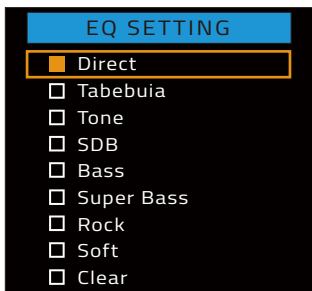 EQ SETTING
Direct
Tabebuia
Tone
SDB
Bass
Super Bass
Rock
Soft
Clear